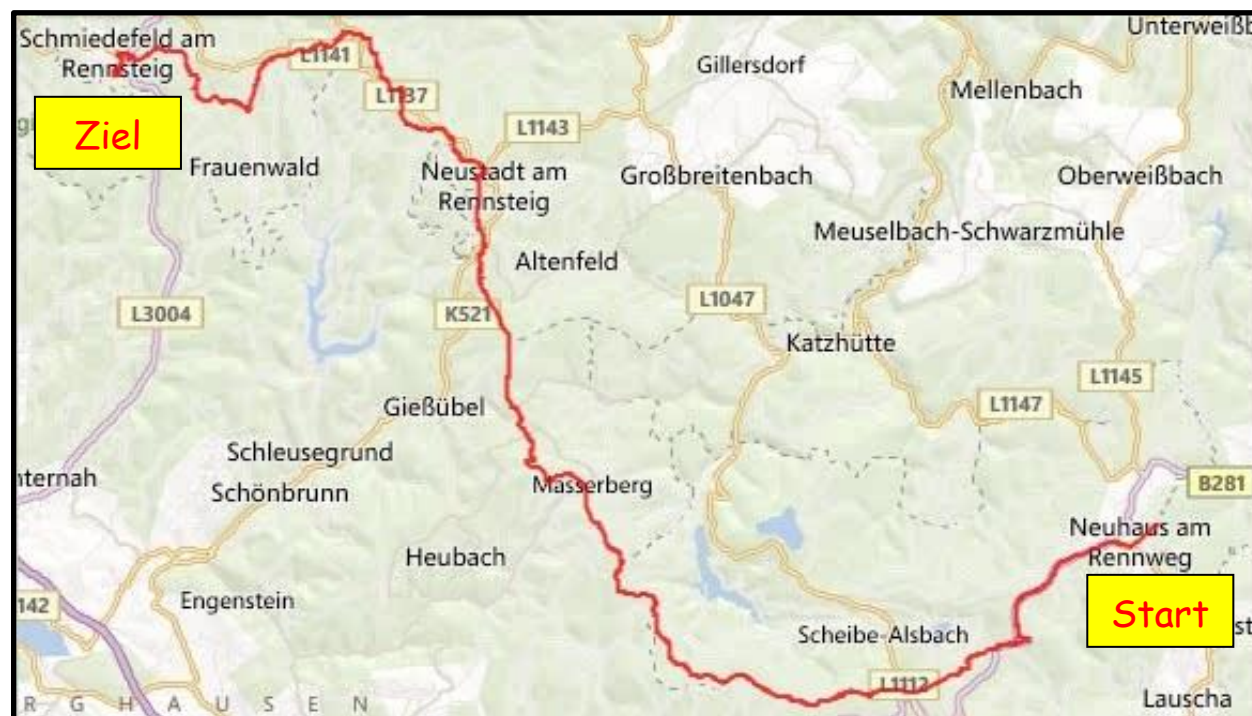 Schmiedefeld am
Rennsteig
Ziel
L1141
L1137
Frauenwald
L1143
Gillersdorf
Mellenbach
Neustadt am
Rennsteig
Großbreitenbach
Oberweißbach
Meuselbach-Schwarzmühle
Altenfeld
L3004
K521
L1047
Katzhütte
L1145
L1147
Gießübel
Schleusegrund
Schönbrunn
Masserberg
B281
Neuhaus am
Rennweg
Heubach
Engenstein
142
Start
Scheibe-Alsbach
L1112
Lauscha
R G H A U S E N